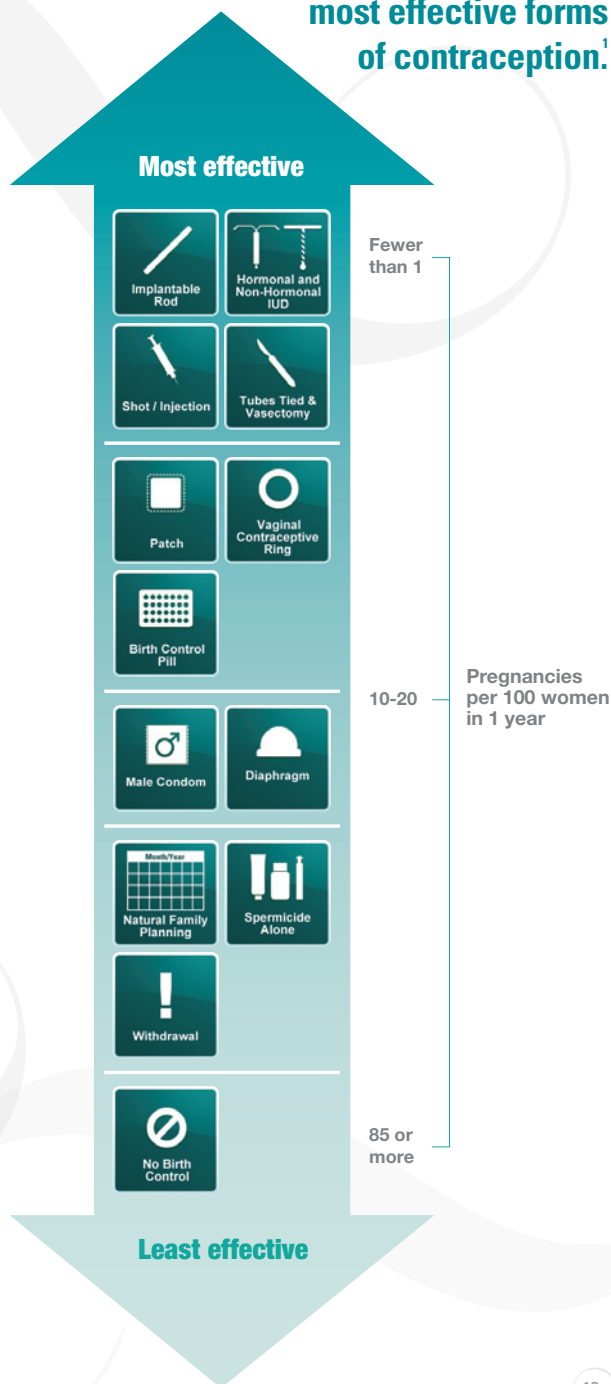 most effective forms
of contraception.1
Most effective
Implantable
Rod
Hormonal and
Non-Hormonal
IUD
Fewer
than 1
Shot / Injection
Tubes Tied &
Vasectomy
Patch
Vaginal
Contraceptive
Ring
Birth Control
Pill
10-20
Pregnancies
per 100 women
in 1 year
Male Condom
Diaphragm
Month/Year
Natural Family
Planning
Spermicide
Alone
Withdrawal
No Birth
Control
85 or
more
Least effective